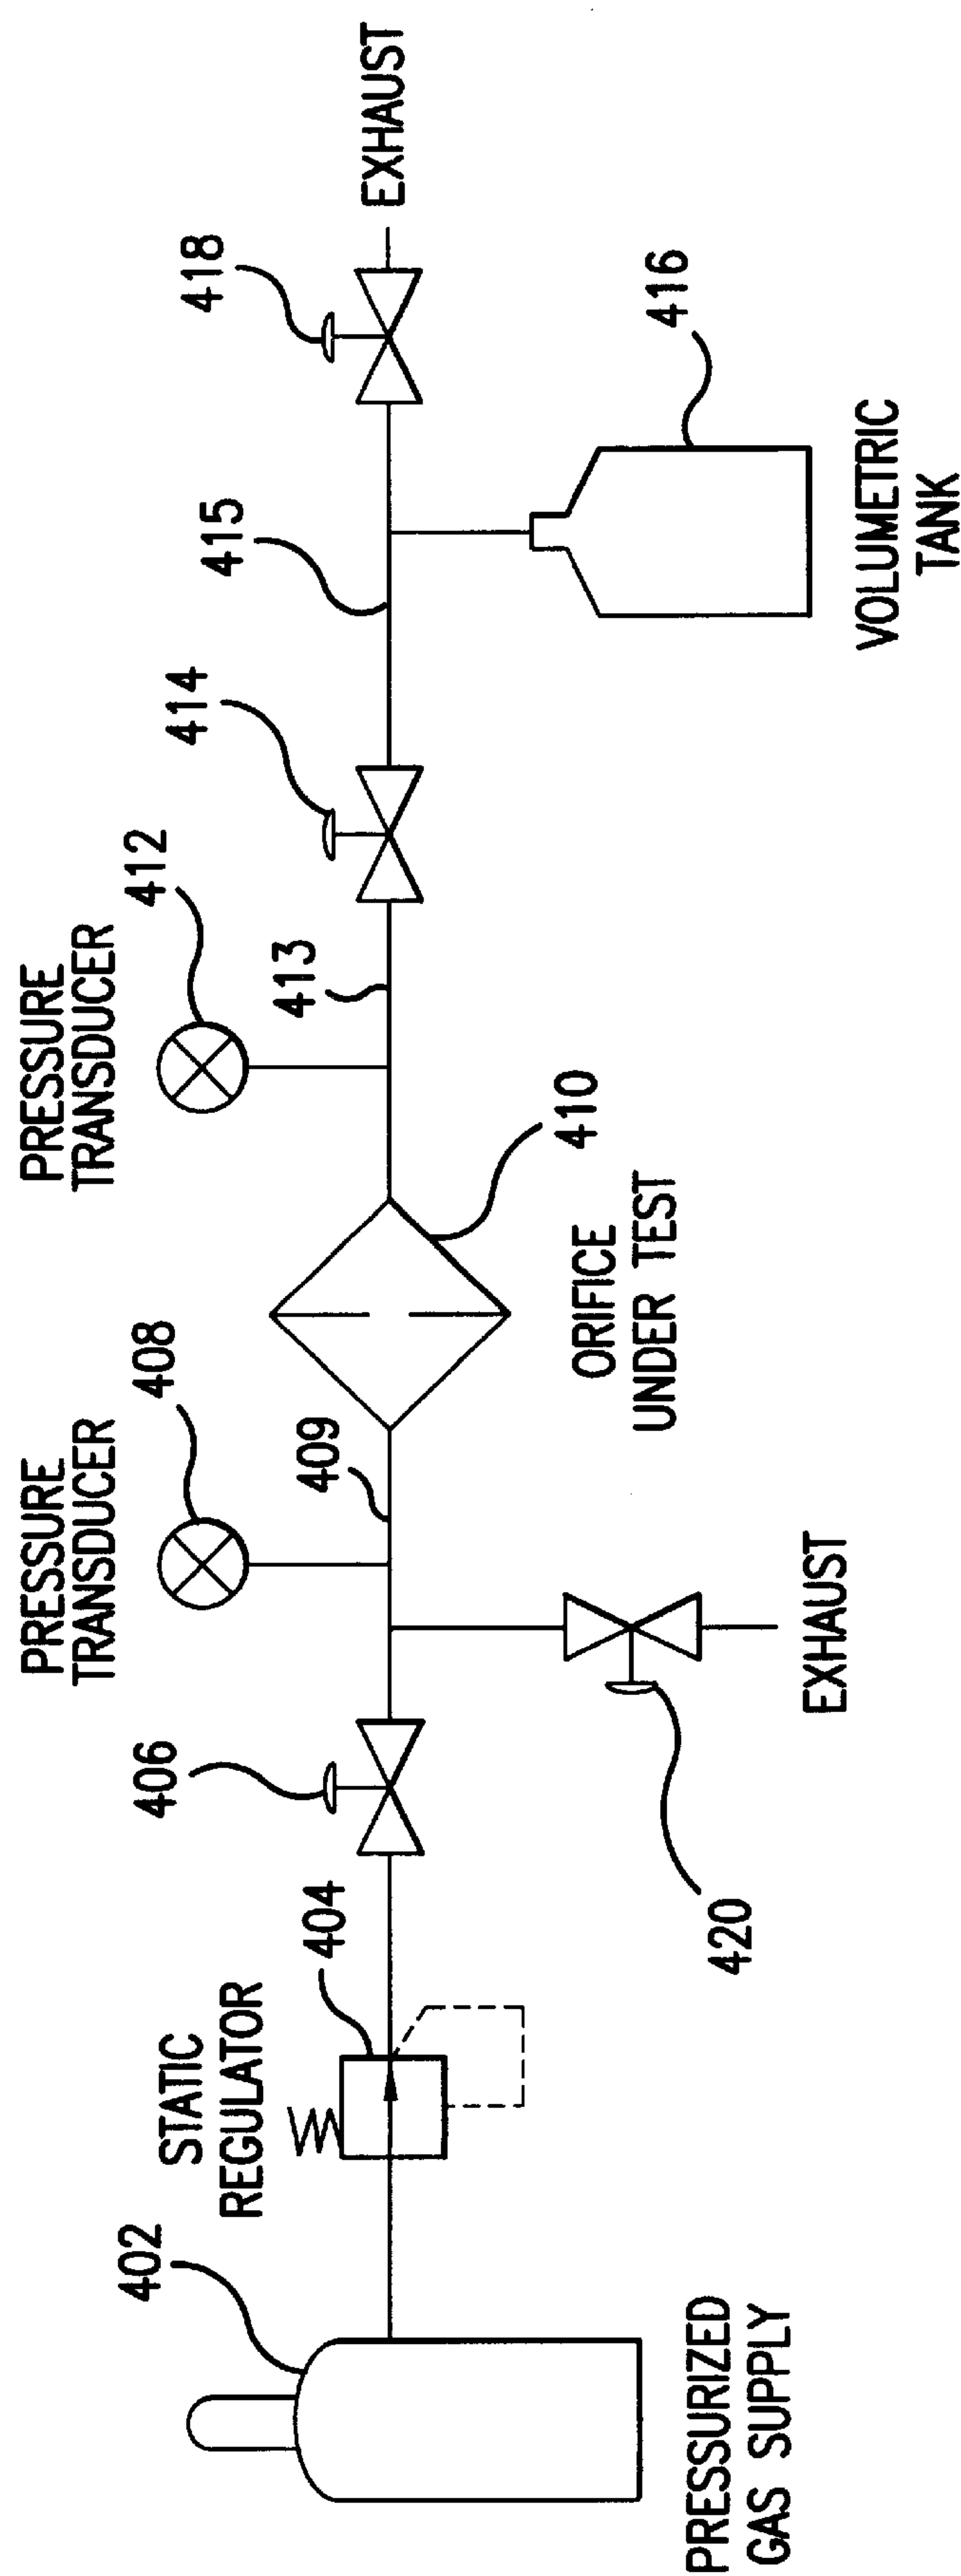 PRESSURIZED
GAS SUPPLY
402
STATIC
REGULATOR
404
406
420
EXHAUST
PRESSURE
TRANSDUCER
408
409
ORIFICE
UNDER TEST
410
PRESSURE
TRANSDUCER
412
413
414
415
VOLUMETRIC
TANK
416
418
EXHAUST